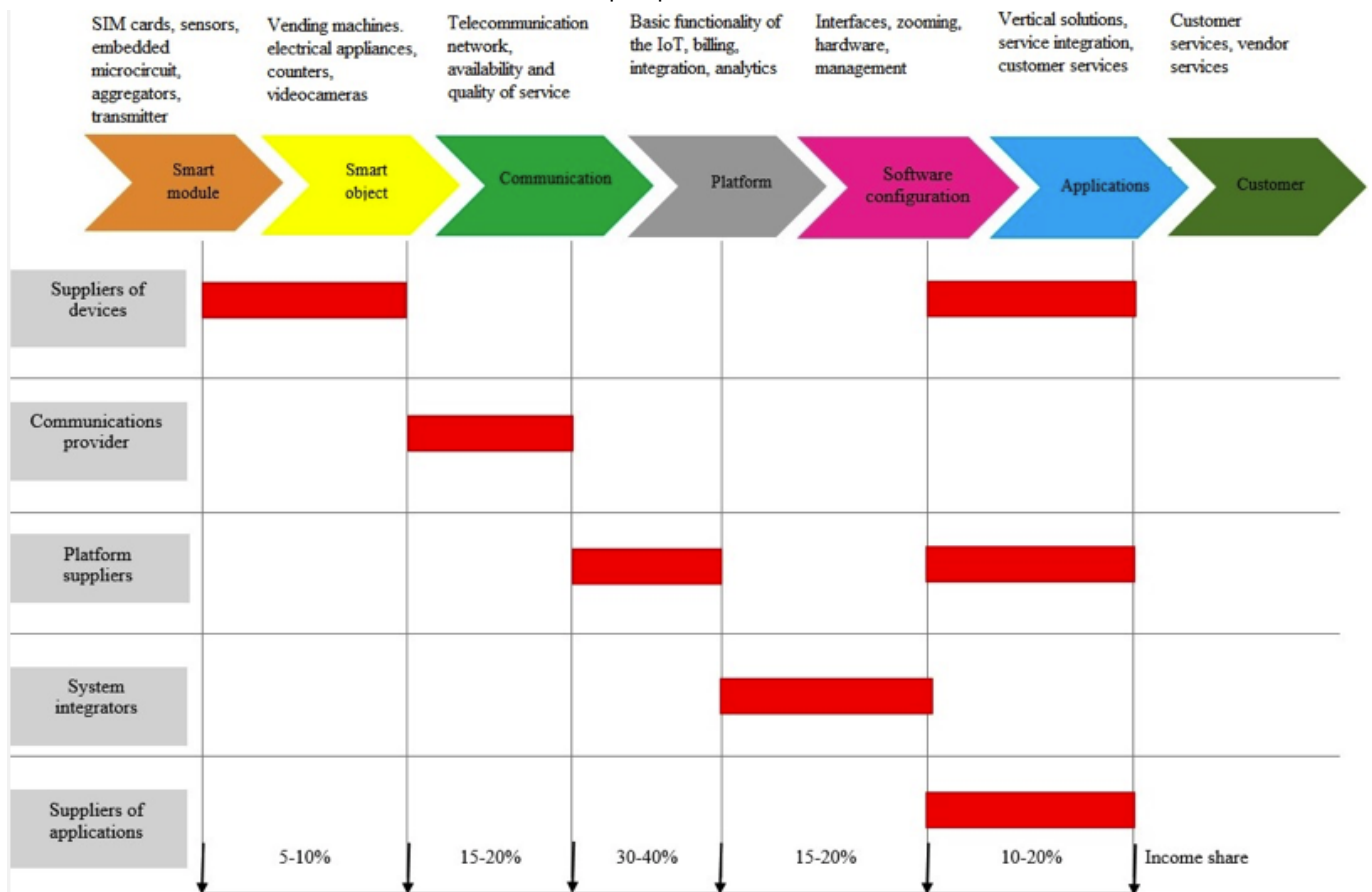 SIM cards, sensors,
embedded
microcircuit,
aggregators,
transmitter
Vending machines.
electrical appliances,
counters,
videocameras
Telecommunication
network,
availability and
quality of service
Basic functionality of
the IoT, billing,
integration, analytics
Interfaces, zooming,
hardware,
management
Vertical solutions,
service integration,
customer services
Customer
services, vendor
services
Smart
module
Smart
object
Communication
Platform
Software
configuration
Applications
Customer
Suppliers of
devices
Communications
provider
Platform
suppliers
System
integrators
Suppliers of
applications
5-10%
15-20%
30-40%
15-20%
10-20%
Income share